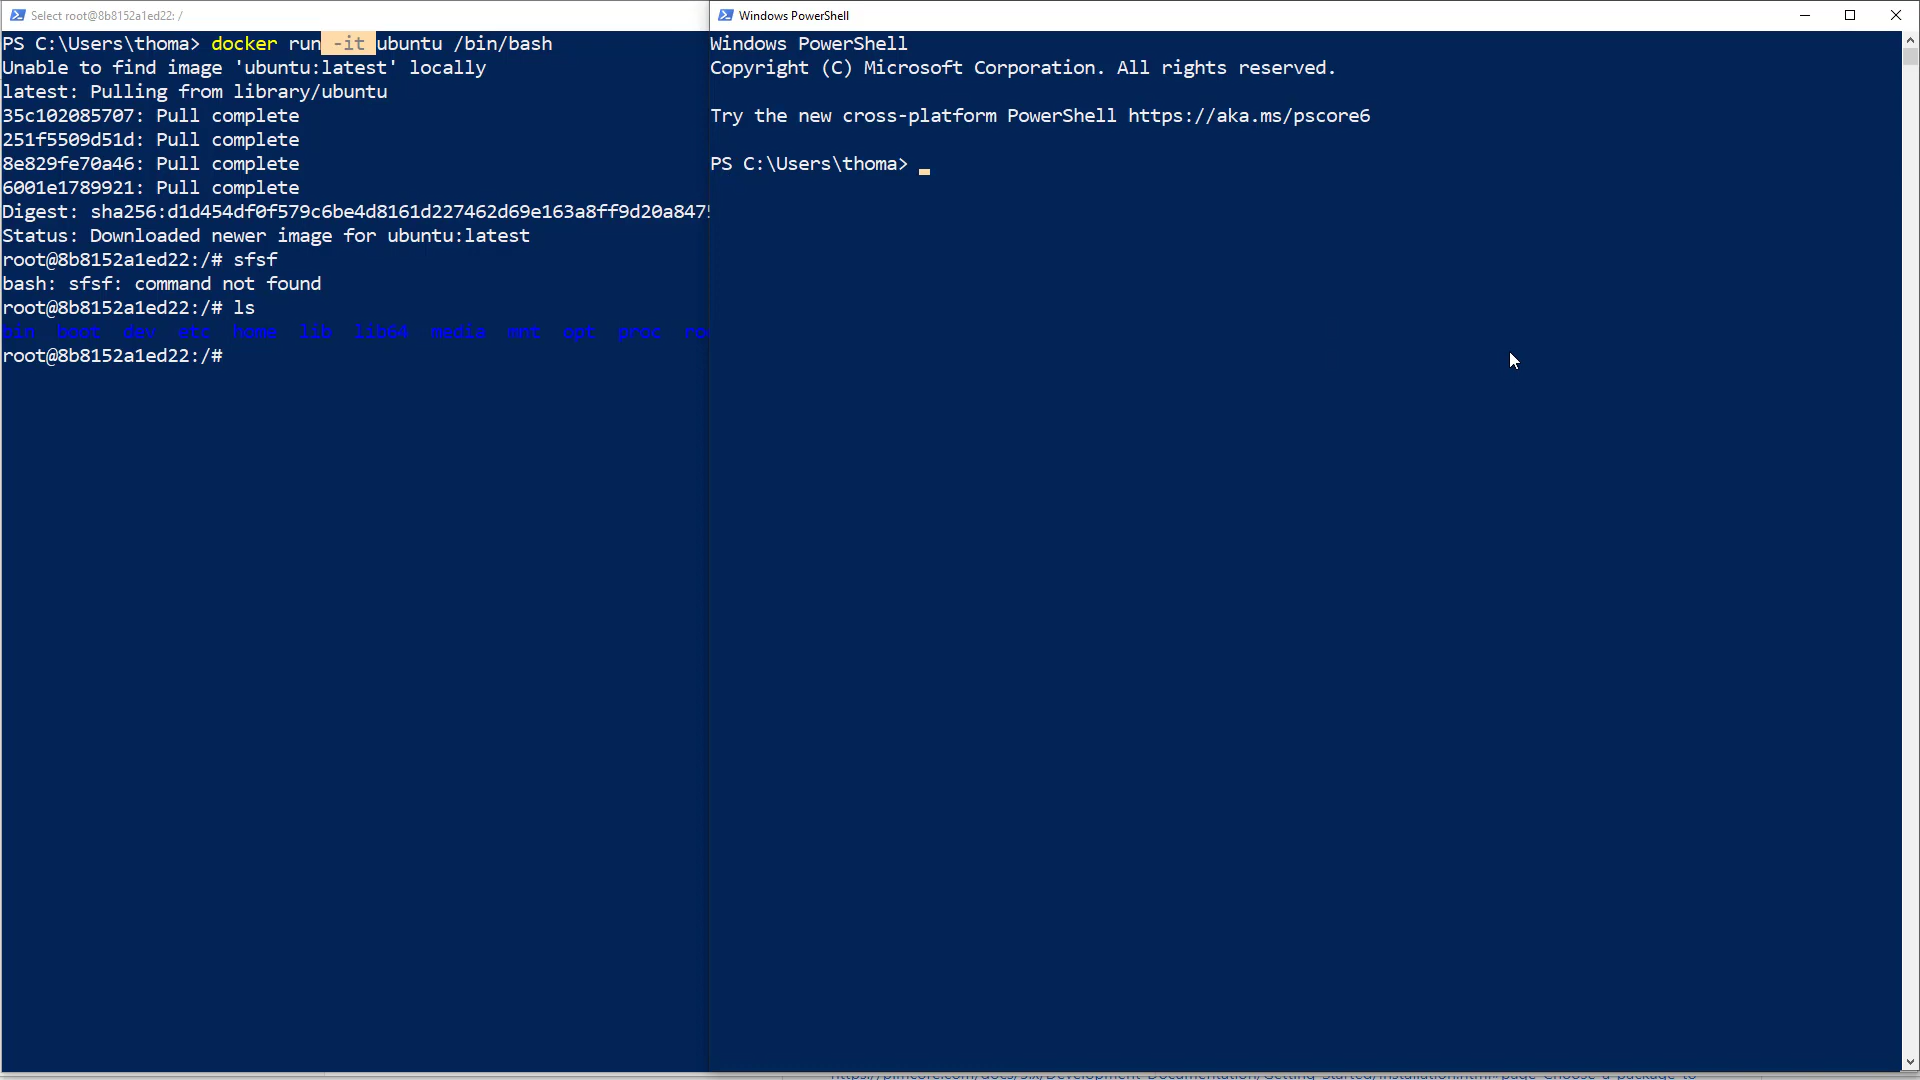 Select root@8b8152a1ed22: /
PS C:\Users\thoma> docker run -it ubuntu /bin/bash
Unable to find image 'ubuntu:latest' locally
latest: Pulling from library/ubuntu
35c102085707: Pull complete
251f5509d51d: Pull complete
8e829fe70a46: Pull complete
6001e1789921: Pull complete
Digest: sha256:d1d454df0f579c6be4d8161d227462d69e163a8ff9d20a847
Status: Downloaded newer image for ubuntu:latest
root@8b8152a1ed22:/# sfsf
bash: sfsf: command not found
root@8b8152a1ed22:/# ls
bin boot dev etc home lib lib64 media mnt opt proc
root@8b8152a1ed22:/#
Windows PowerShell
Windows PowerShell
Copyright (C) Microsoft Corporation. All rights reserved.
Try the new cross-platform PowerShell https://aka.ms/pscore6
PS C:\Users\thoma>